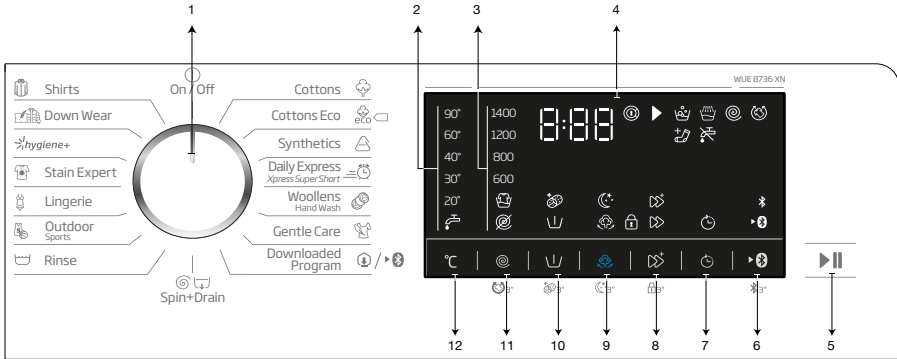 1
2
3
4
WUE 8736 XN
On / Off
Shirts
Down Wear
hygiene+
Stain Expert
Lingerie
Outdoor
Sports
Rinse
Spin+Drain
Cottons
Cottons Eco
eco
Synthetics
Daily Express
Xpress Super Short
Woollens
Hand Wash
Gentle Care
Downloaded
Program
/
90°
60°
40°
30°
20°
1400
1200
800
600
8:88
°C
3"
3"
3"
3"
3"
12
11
10
9
8
7
6
5